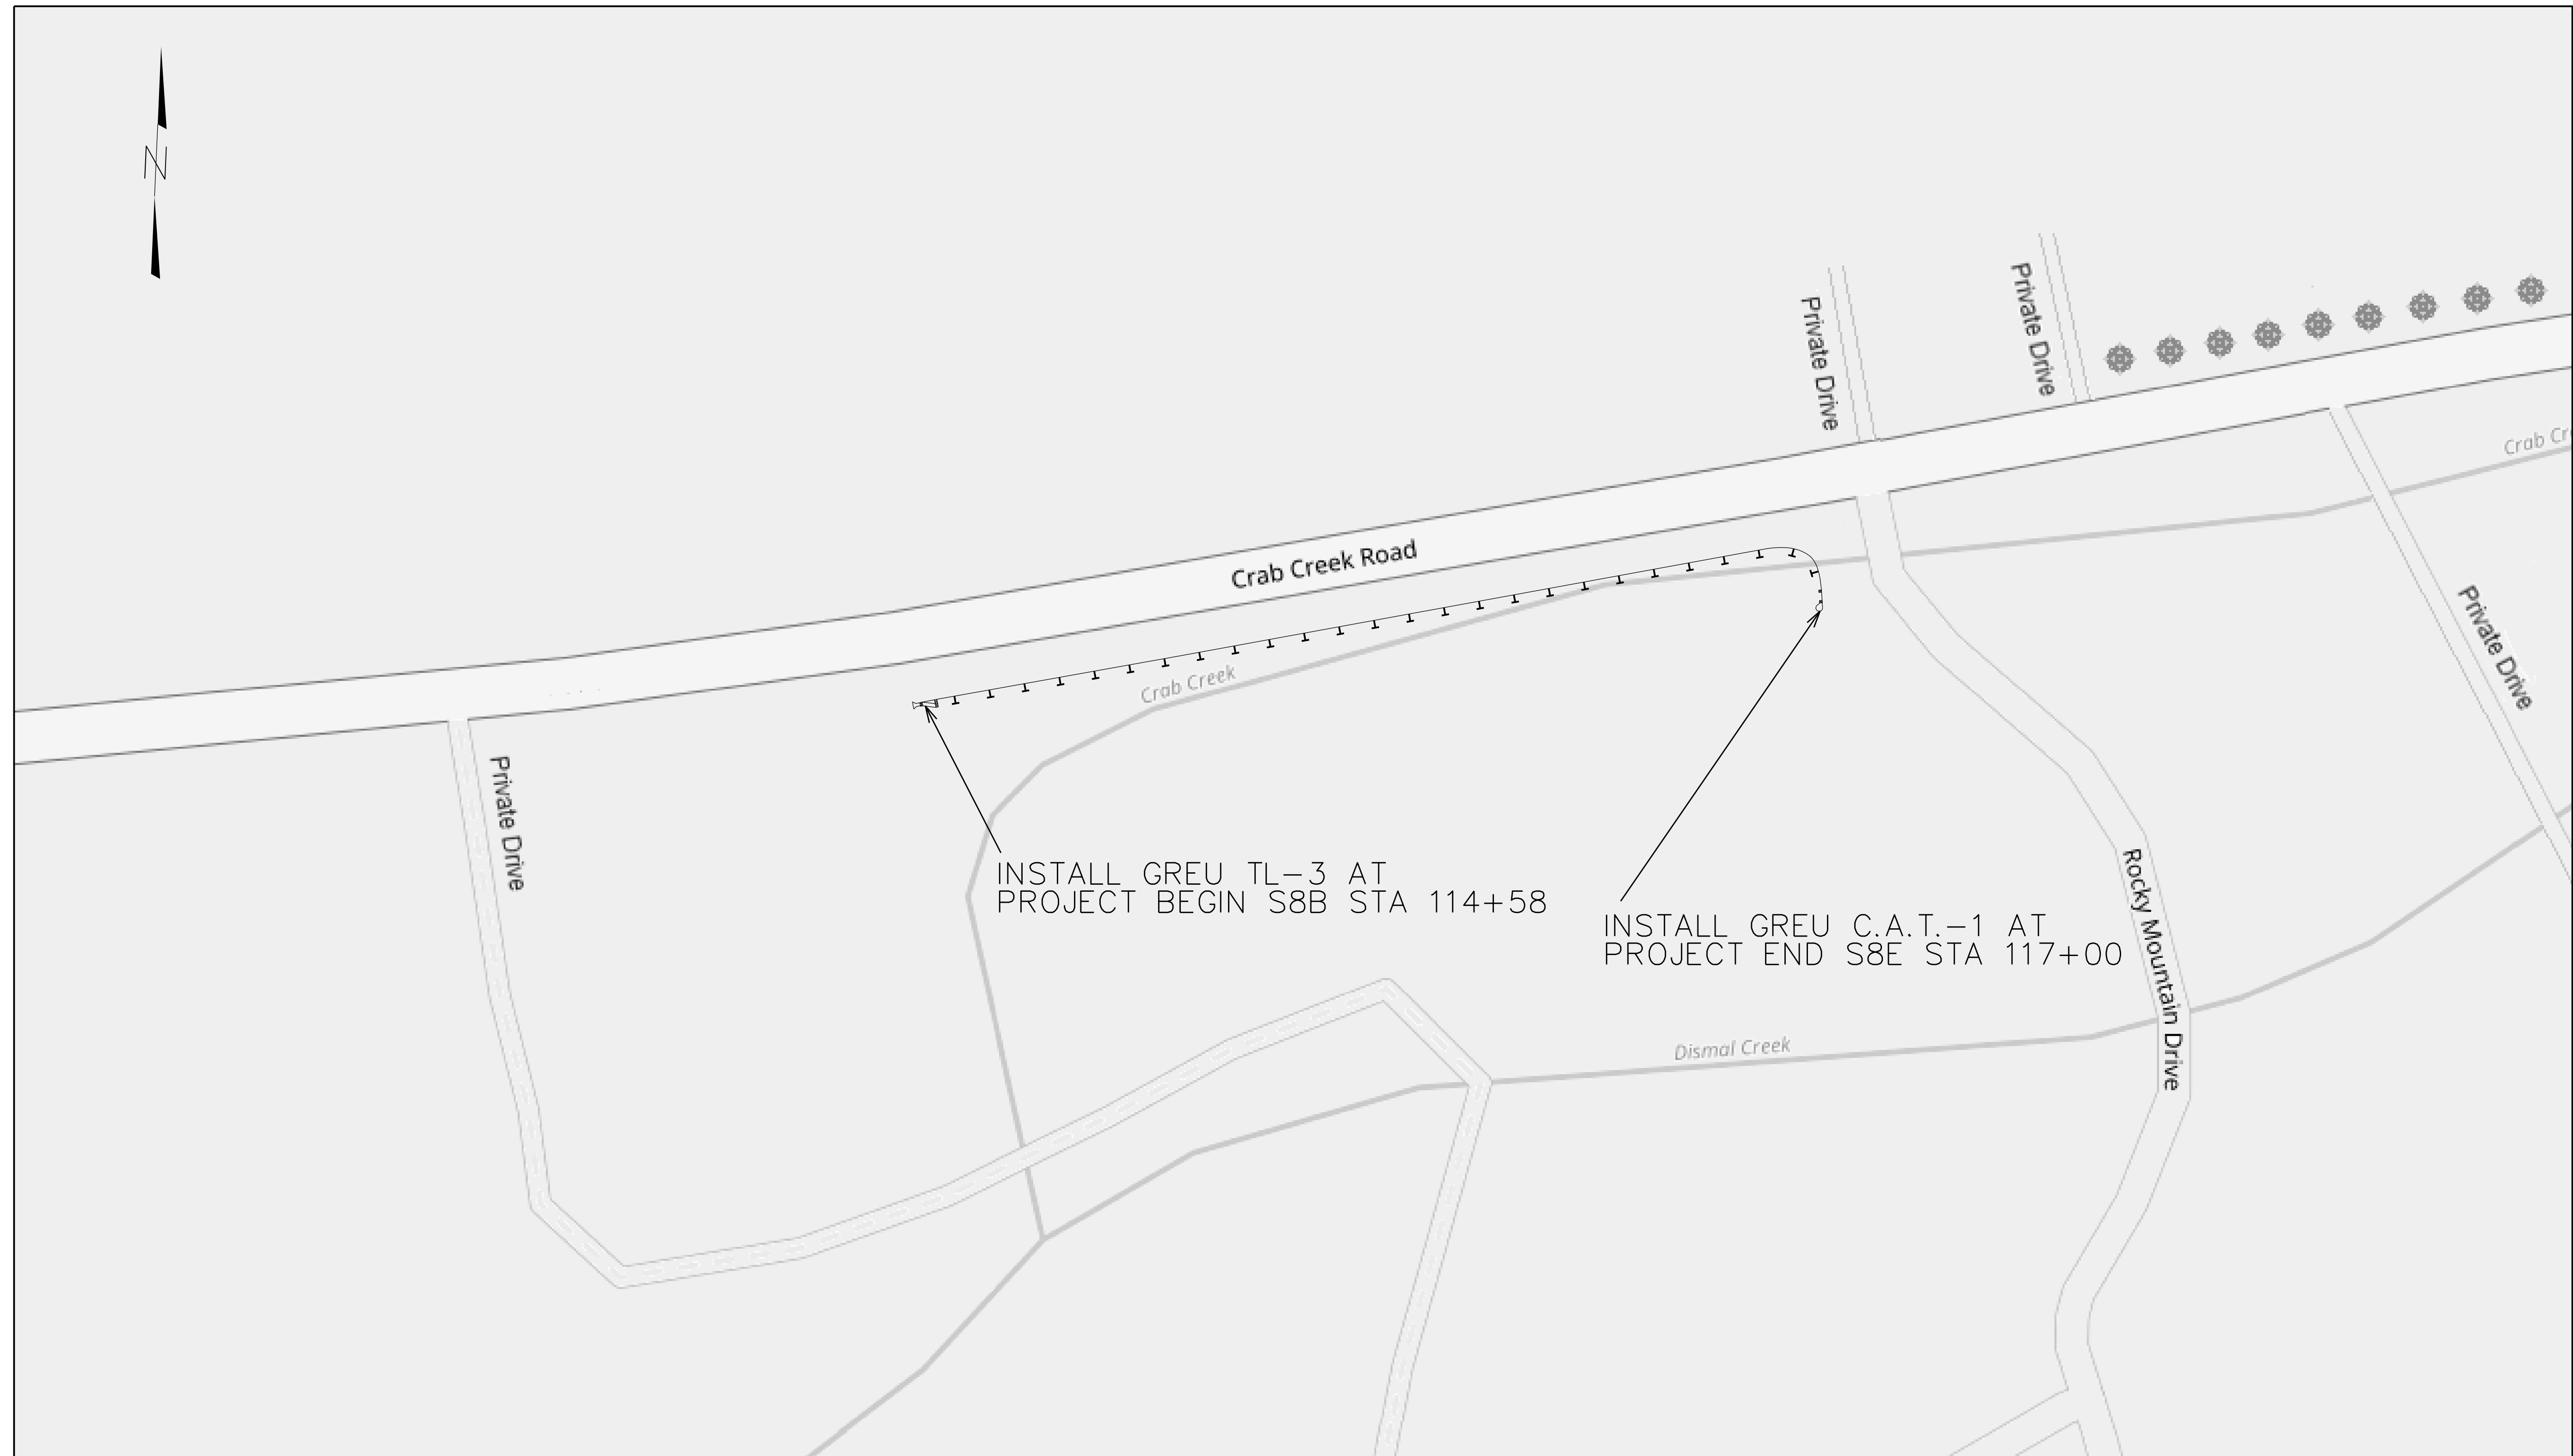 N
Private Drive
Private Drive
Crab Cr
Crab Creek Road
Private Drive
Crab Creek
Private Drive
INSTALL GREU TL-3 AT
PROJECT BEGIN S8B STA 114+58
INSTALL GREU C.A.T.-1 AT
PROJECT END S8E STA 117+00
Rocky Mountain Drive
Dismal Creek